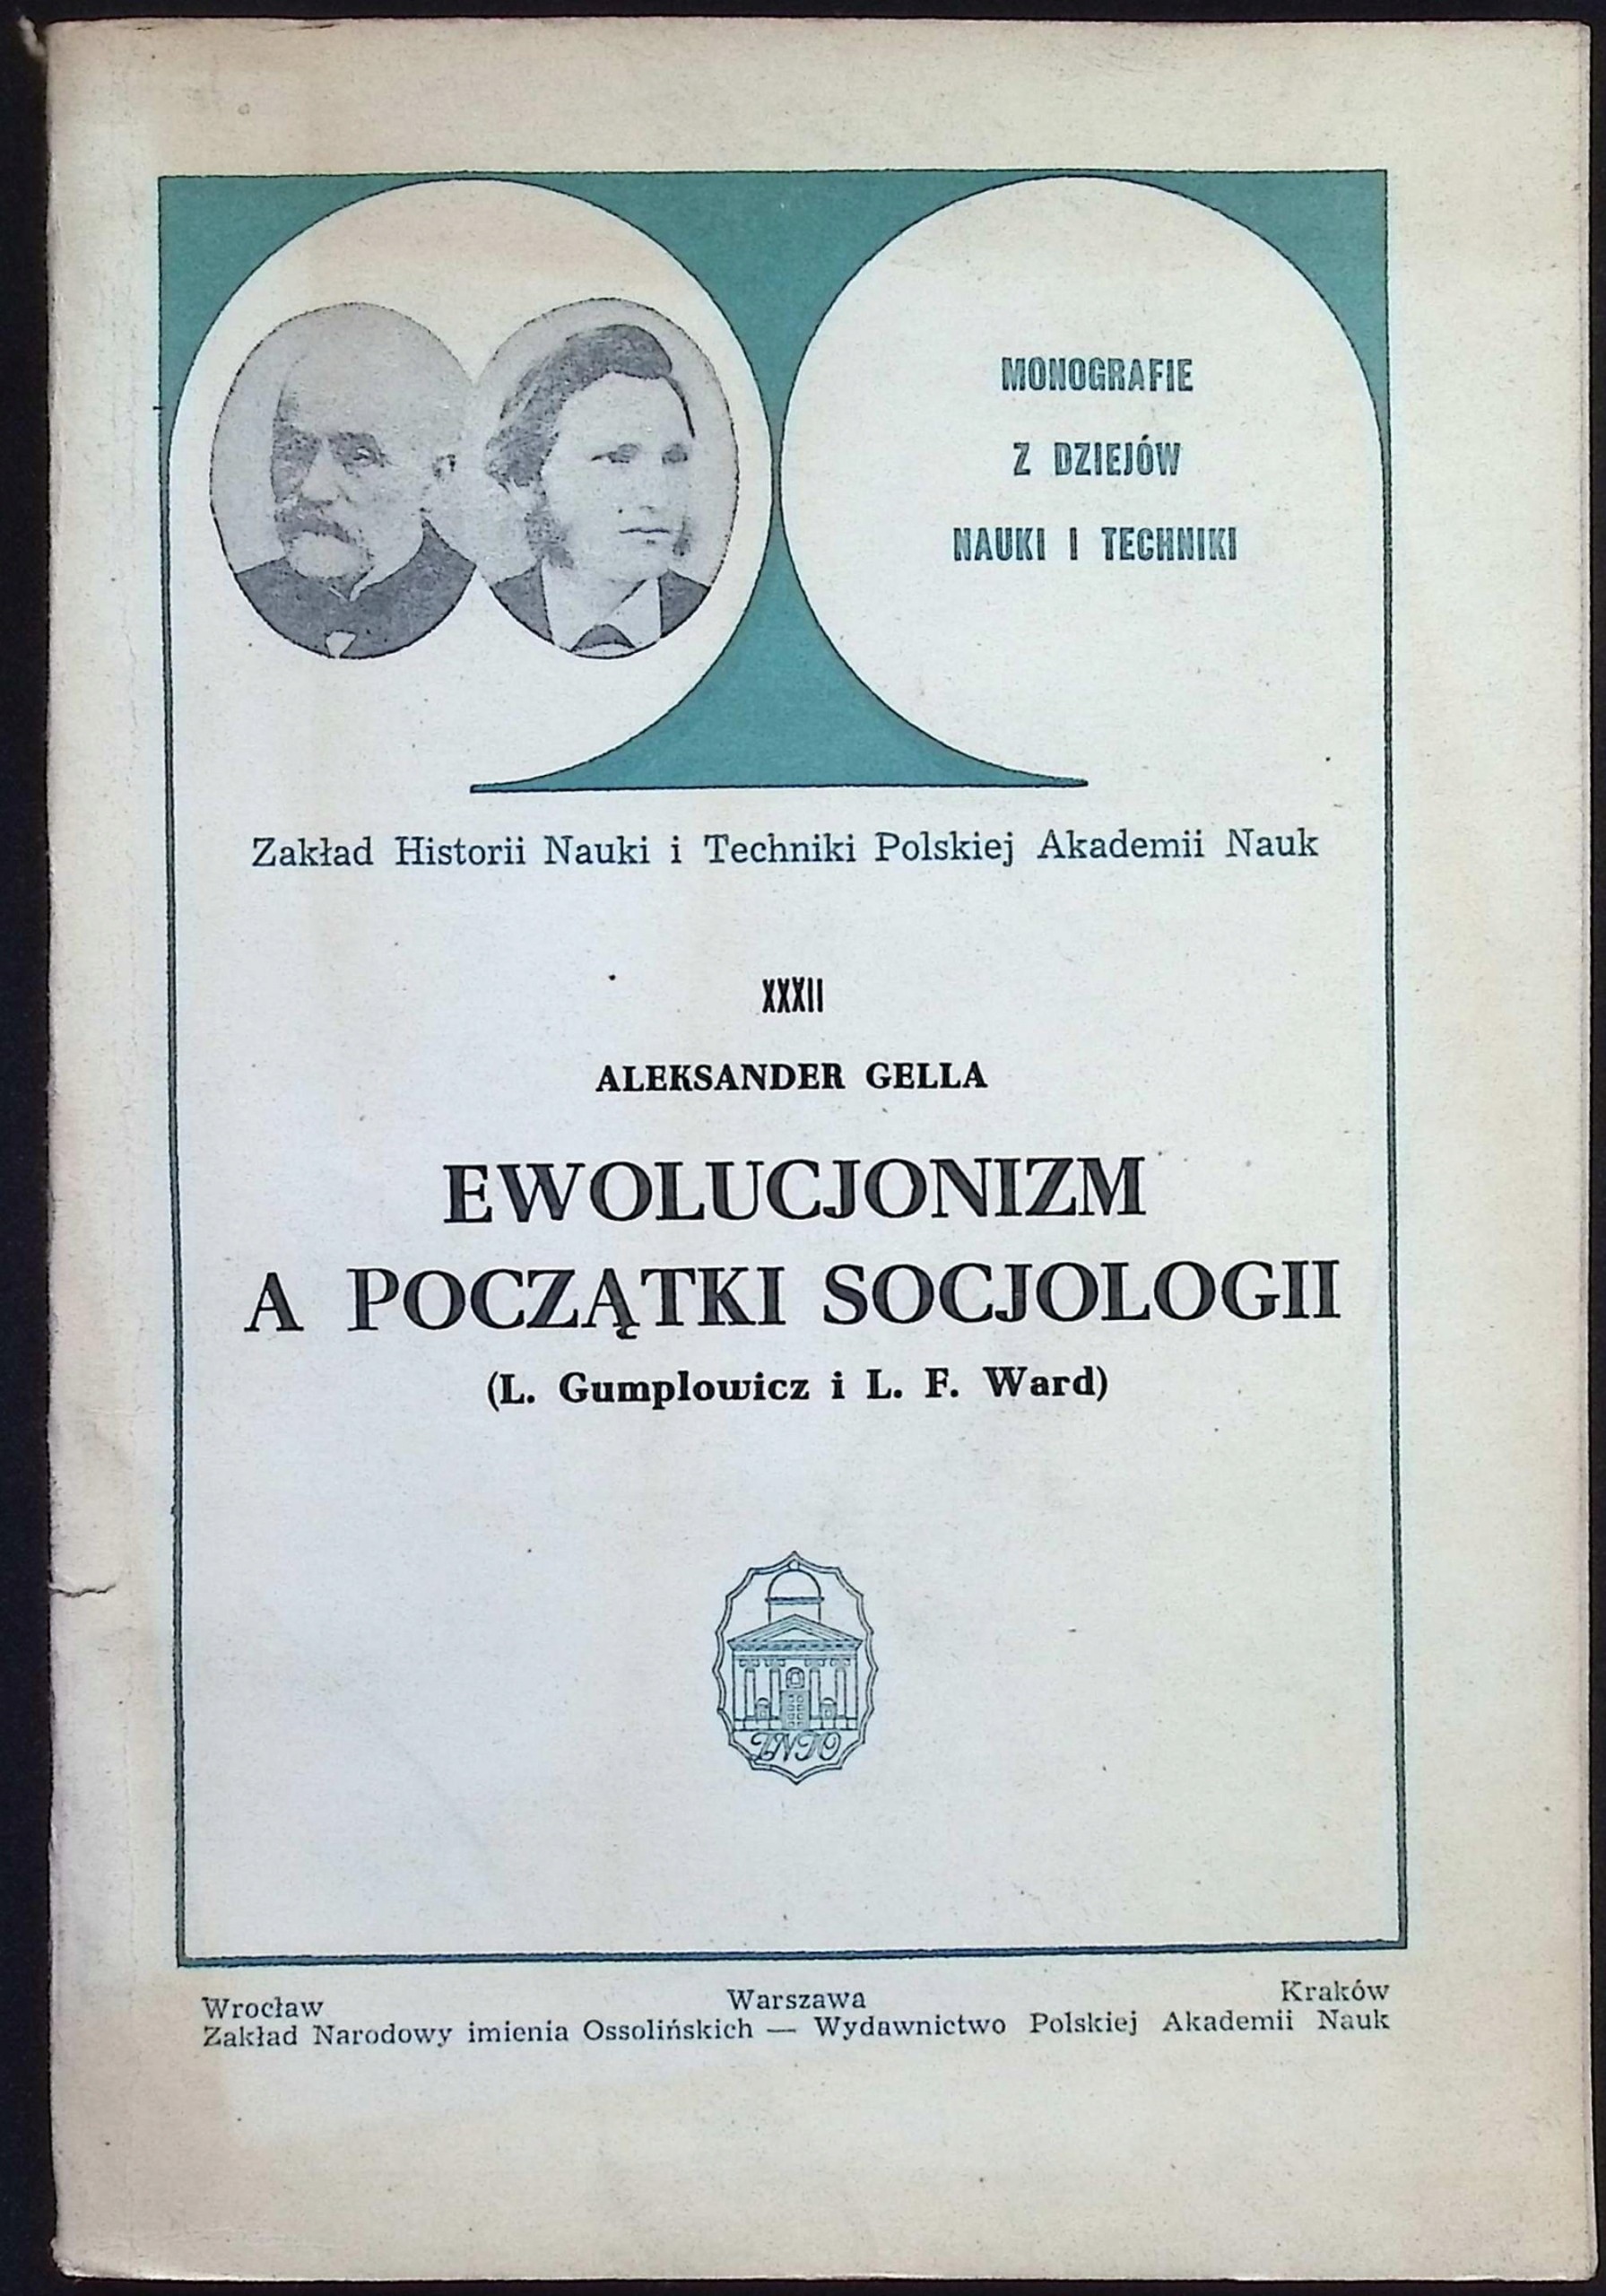 MONOGRAFIE
Z DZIEJÓW
NAUKI I TECHNIKI
Zakład Historii Nauki i Techniki Polskiej Akademii Nauk
XXXII
ALEKSANDER GELLA
EWOLUCJONIZM
A POCZĄTKI SOCJOLOGII
(L. Gumplowicz i L. F. Ward)
ZNIO
Wrocław Warszawa Kraków
Zakład Narodowy imienia Ossolińskich — Wydawnictwo Polskiej Akademii Nauk